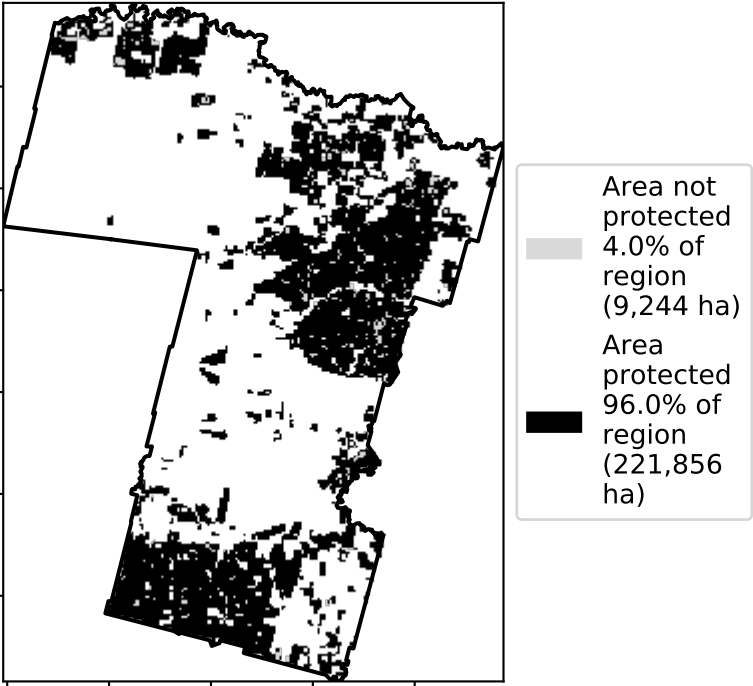 Area not
protected
4.0% of
region
(9,244 ha)
Area
protected
96.0% of
region
(221,856
ha)